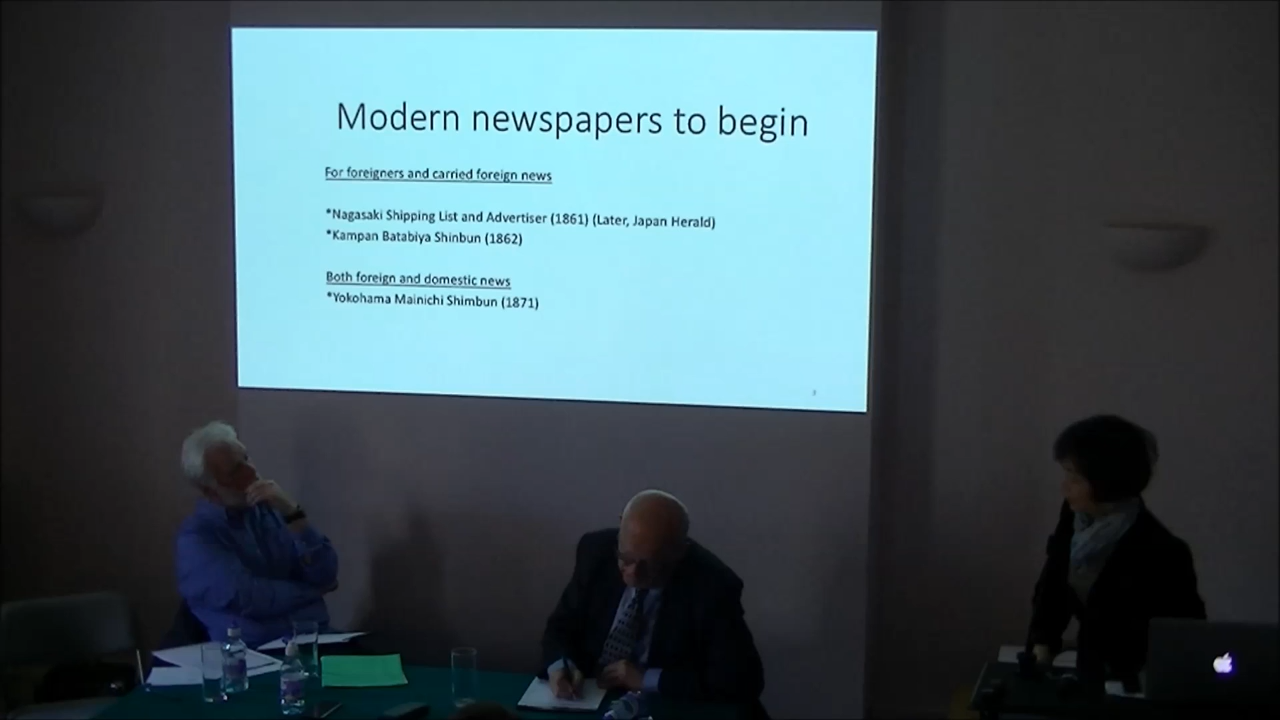 Modern newspapers to begin
For foreigners and carried foreign news
*Nagasaki Shipping List and Advertiser (1861) (Later, Japan Herald)
*Kampan Batabiya Shinbun (1862)
Both foreign and domestic news
*Yokohama Mainichi Shimbun (1871)